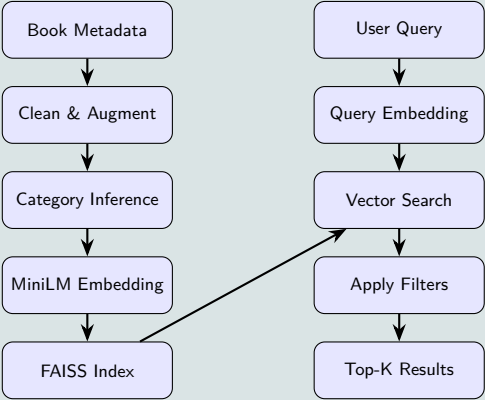 Book Metadata
Clean & Augment
Category Inference
MiniLM Embedding
FAISS Index
User Query
Query Embedding
Vector Search
Apply Filters
Top-K Results